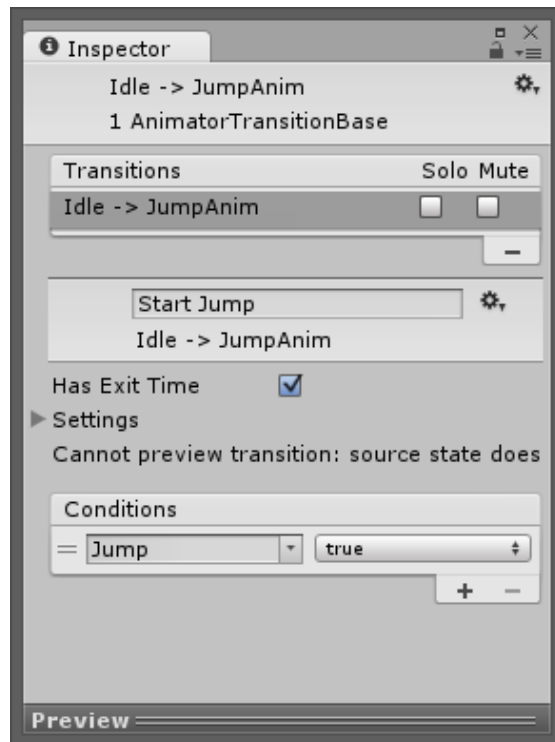 Inspector
Idle -> JumpAnim
1 AnimatorTransitionBase
Transitions Solo Mute
Idle -> JumpAnim
Start Jump
Idle -> JumpAnim
Has Exit Time
Settings
Cannot preview transition: source state does
Conditions
Jump true
Preview